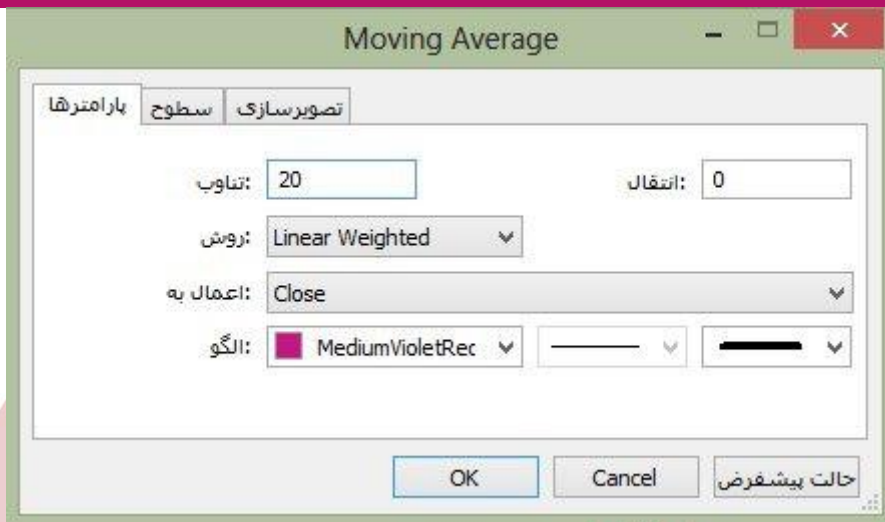 Moving Average
پارامترها سطوح تصویرسازی
تناوب: 20 انتقال: 0
روش: Linear Weighted
اعمال به: Close
الگو: MediumVioletRec
OK Cancel حالت پیشفرض